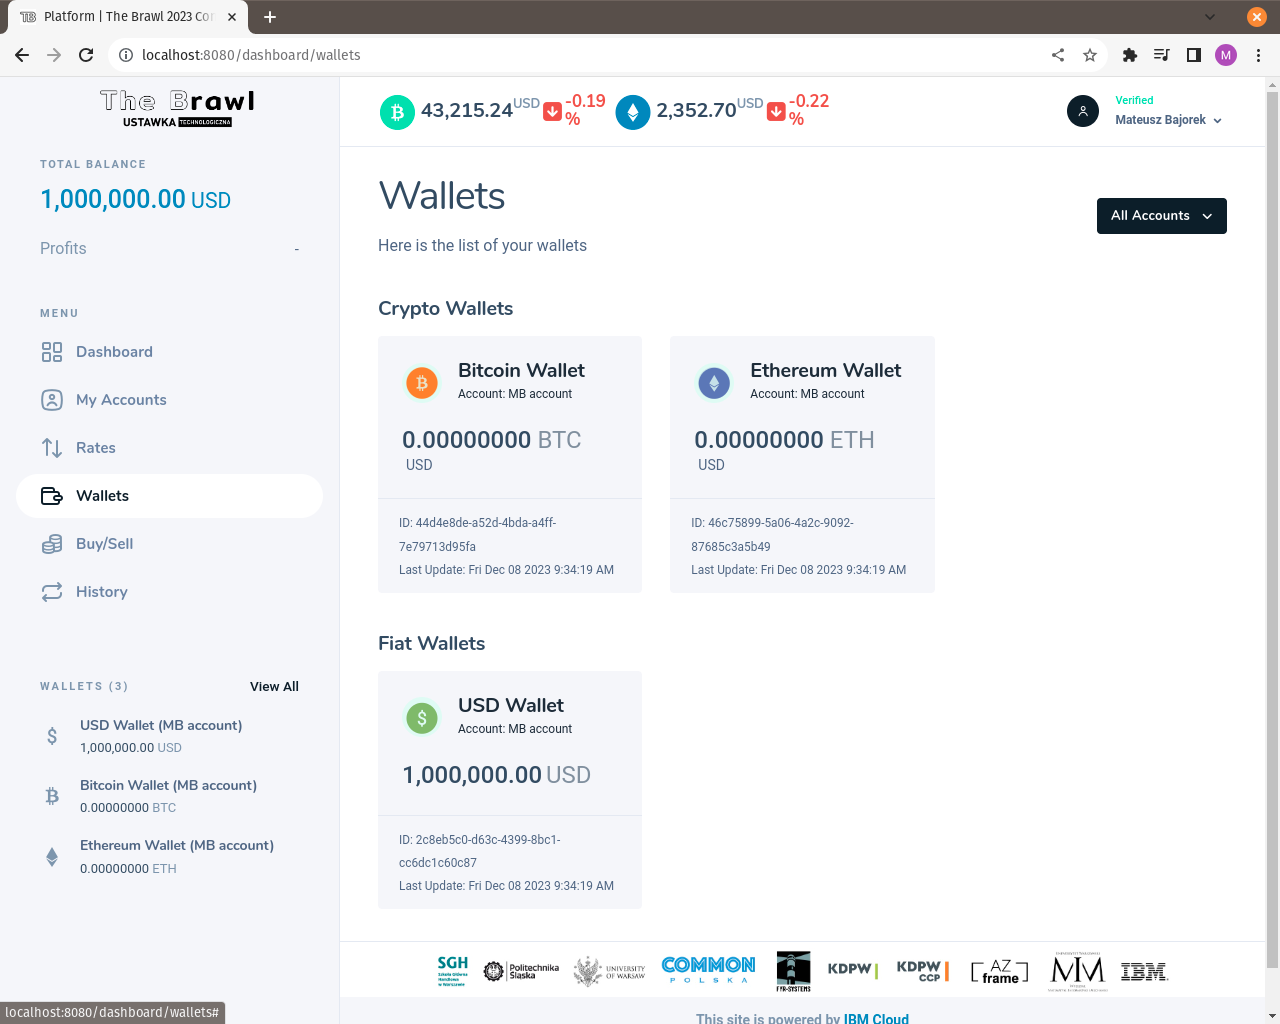 Platform | The Brawl 2023 Co
localhost:8080/dashboard/wallets
M
The Brawl
USTAWKA TECHNOLOGICZNA
43,215.24 USD -0.19 %
2,352.70 USD -0.22 %
Verified
Mateusz Bajorek
TOTAL BALANCE
1,000,000.00 USD
Profits -
MENU
Dashboard
My Accounts
Rates
Wallets
Buy/Sell
History
WALLETS (3) View All
USD Wallet (MB account)
1,000,000.00 USD
Bitcoin Wallet (MB account)
0.00000000 BTC
Ethereum Wallet (MB account)
0.00000000 ETH
Wallets
All Accounts
Here is the list of your wallets
Crypto Wallets
Bitcoin Wallet
Account: MB account
0.00000000 BTC
USD
ID: 44d4e8de-a52d-4bda-a4ff-
7e79713d95fa
Last Update: Fri Dec 08 2023 9:34:19 AM
Ethereum Wallet
Account: MB account
0.00000000 ETH
USD
ID: 46c75899-5a06-4a2c-9092-
87685c3a5b49
Last Update: Fri Dec 08 2023 9:34:19 AM
Fiat Wallets
USD Wallet
Account: MB account
1,000,000.00 USD
ID: 2c8eb5c0-d63c-4399-8bc1-
cc6dc1c60c87
Last Update: Fri Dec 08 2023 9:34:19 AM
SGH
Szkoła Główna
Handlowa
w Warszawie
Politechnika
Śląska
UNIVERSITY
OF WARSAW
COMMON
POLSKA
FYR-SYSTEMS
KDPW
KDPW
CCP
AZ
frame
MIM
IBM
localhost:8080/dashboard/wallets#
This site is powered by IBM Cloud